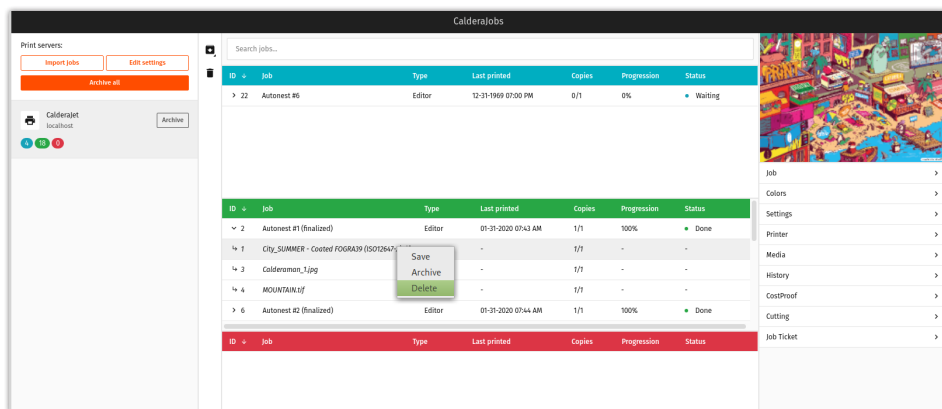 CalderaJobs
Print servers:
Import jobs
Edit settings
Archive all
CalderaJet
localhost
Archive
4 18 0
Search jobs...
ID ↓ Job Type Last printed Copies Progression Status
> 22 Autonest #6 Editor 12-31-1969 07:00 PM 0/1 0% • Waiting
ID ↓ Job Type Last printed Copies Progression Status
2 Autonest #1 (finalized) Editor 01-31-2020 07:43 AM 1/1 100% • Done
↳ 1 City_SUMMER - Coated FOGRA39 (ISO12647- - 1/1 - -
↳ 3 Calderaman_1.jpg - 1/1 - -
↳ 4 MOUNTAIN.tif - 1/1 - -
> 6 Autonest #2 (finalized) Editor 01-31-2020 07:44 AM 1/1 100% • Done
Save
Archive
Delete
ID ↓ Job Type Last printed Copies Progression Status
Job >
Colors >
Settings >
Printer >
Media >
History >
CostProof >
Cutting >
Job Ticket >